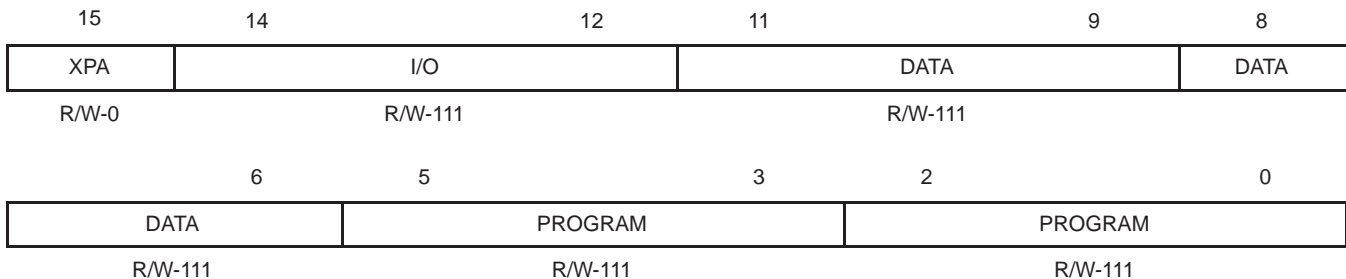 15 14 12 11 9 8
XPA I/O DATA DATA
R/W-0 R/W-111 R/W-111
6 5 3 2 0
DATA PROGRAM PROGRAM
R/W-111 R/W-111 R/W-111